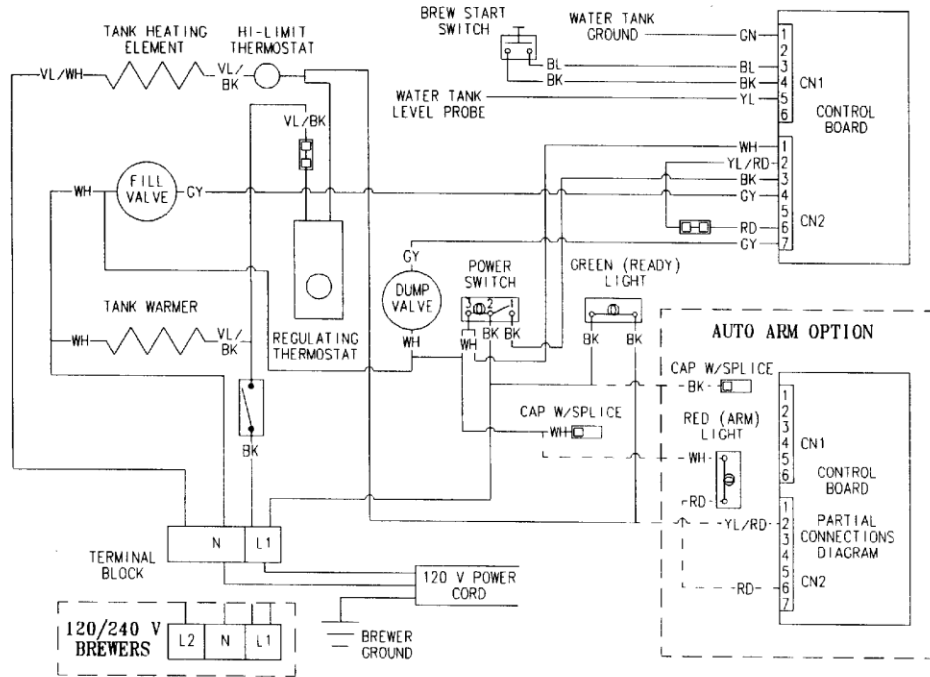 BREW START
SWITCH
WATER TANK
GROUND
GN
1
2
BL
BL
3
BK
BK
4
CN1
WATER TANK
LEVEL PROBE
YL
5
6
CONTROL
BOARD
TANK HEATING
ELEMENT
HI-LIMIT
THERMOSTAT
VL/WH
VL/
BK
VL/BK
WH
1
YL/RD
2
BK
3
GY
4
5
CN2
RD
6
GY
7
WH
FILL
VALVE
GY
GY
DUMP
VALVE
WH
POWER
SWITCH
3
2
1
WH
BK
BK
GREEN (READY)
LIGHT
BK
BK
TANK WARMER
WH
VL/
BK
REGULATING
THERMOSTAT
BK
CAP W/SPLICE
WH
AUTO ARM OPTION
CAP W/SPLICE
BK
RED (ARM)
LIGHT
WH
RD
YL/RD
RD
1
2
3
4
5
6
CN1
CONTROL
BOARD
1
2
3
4
5
6
7
PARTIAL
CONNECTIONS
DIAGRAM
CN2
TERMINAL
BLOCK
N
L1
120 V POWER
CORD
BREWER
GROUND
120/240 V
BREWERS
L2
N
L1